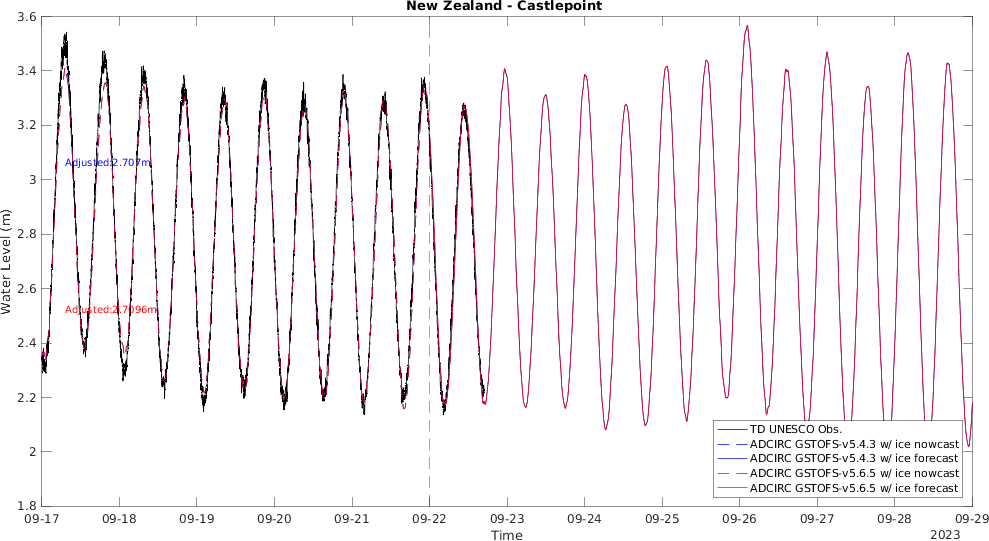 New Zealand - Castlepoint
3.6
3.4
3.2
3
2.8
2.6
2.4
2.2
2
1.8
Water Level (m)
Adjusted:2.707m
Adjusted:2.7096m
TD UNESCO Obs.
ADCIRC GSTOFS-v5.4.3 w/ ice nowcast
ADCIRC GSTOFS-v5.4.3 w/ ice forecast
ADCIRC GSTOFS-v5.6.5 w/ ice nowcast
ADCIRC GSTOFS-v5.6.5 w/ ice forecast
09-17 09-18 09-19 09-20 09-21 09-22 09-23 09-24 09-25 09-26 09-27 09-28 09-29
Time
2023